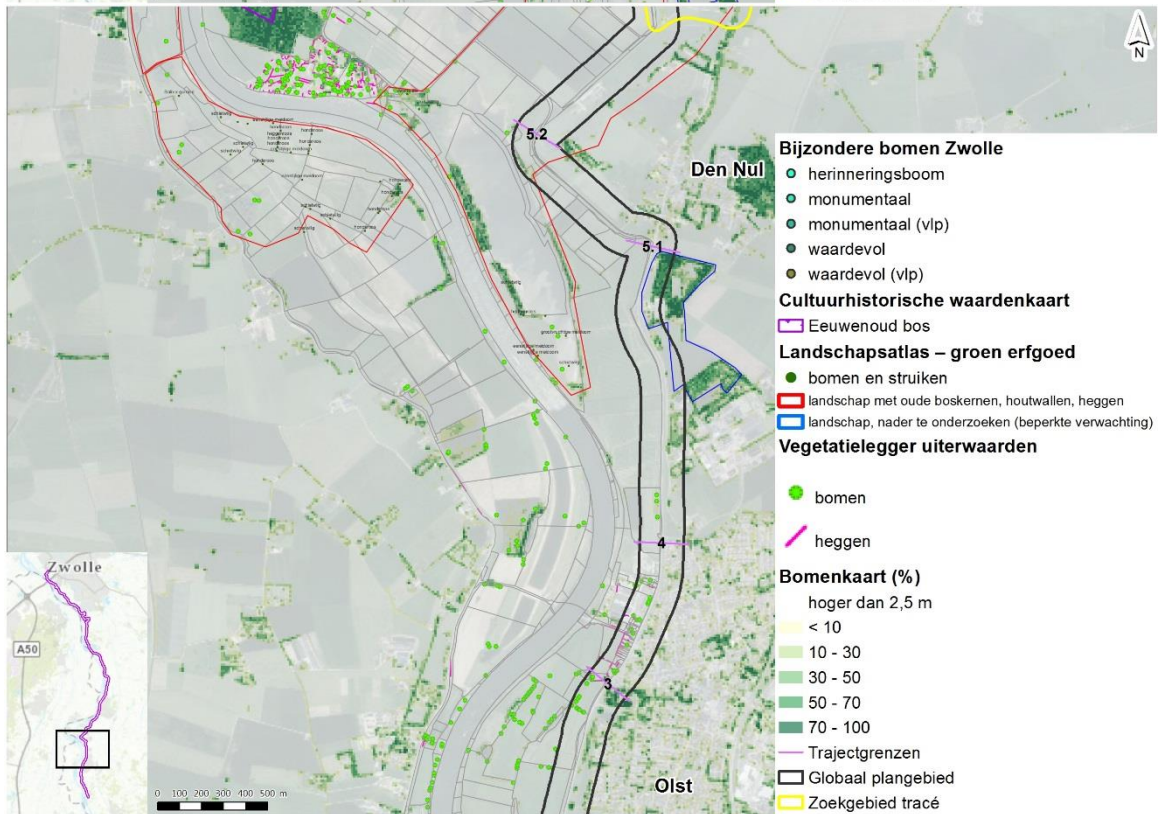 N
5.2
Den Nul
5.1
4
3
Olst
Zwolle
A50
0 100 200 300 400 500 m
Bijzondere bomen Zwolle
herinneringsboom
monumentaal
monumentaal (vlp)
waardevol
waardevol (vlp)
Cultuurhistorische waardenkaart
Eeuwenoud bos
Landschapsatlas – groen erfgoed
bomen en struiken
landschap met oude boskernen, houtwallen, heggen
landschap, nader te onderzoeken (beperkte verwachting)
Vegetatielegger uiterwaarden
bomen
heggen
Bomenkaart (%)
hoger dan 2,5 m
< 10
10 - 30
30 - 50
50 - 70
70 - 100
Trajectgrenzen
Globaal plangebied
Zoekgebied tracé